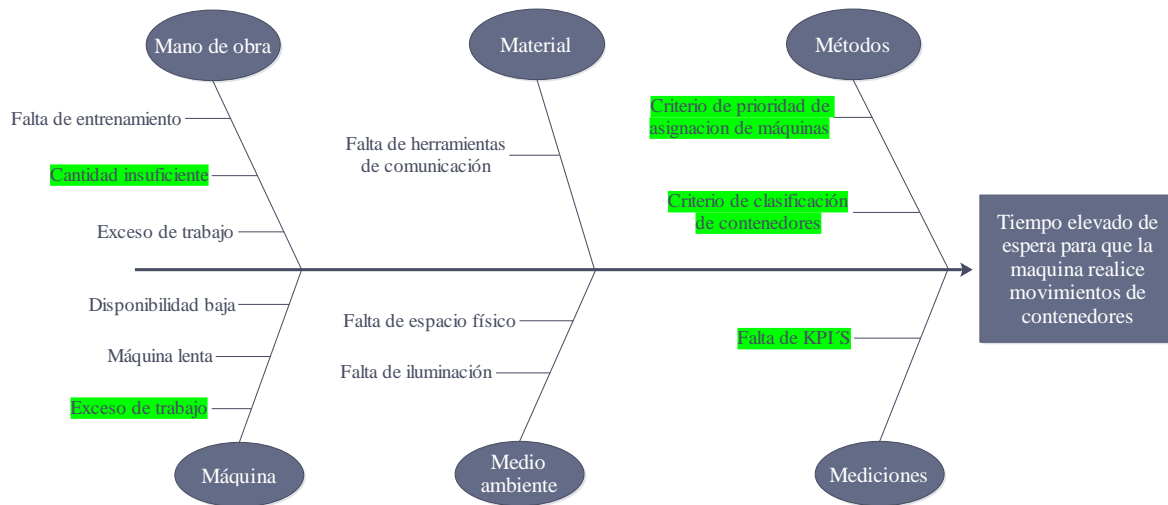 Mano de obra
Material
Métodos
Falta de entrenamiento
Cantidad insuficiente
Exceso de trabajo
Falta de herramientas
de comunicación
Criterio de prioridad de
asignacion de máquinas
Criterio de clasificación
de contenedores
Tiempo elevado de
espera para que la
maquina realice
movimientos de
contenedores
Disponibilidad baja
Máquina lenta
Exceso de trabajo
Falta de espacio físico
Falta de iluminación
Falta de KPI´S
Máquina
Medio
ambiente
Mediciones